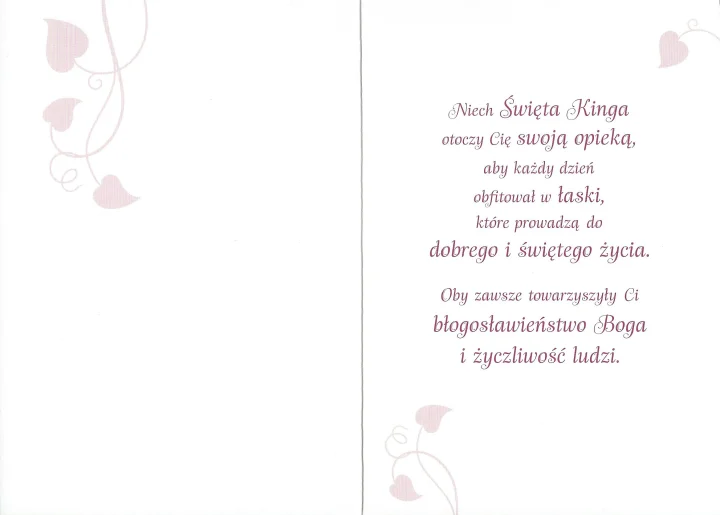 Niech Święta Kinga
otoczy Cię swoją opieką,
aby każdy dzień
obfitował w łaski,
które prowadzą do
dobrego i świętego życia.
Oby zawsze towarzyszyły Ci
błogosławieństwo Boga
i życzliwość ludzi.